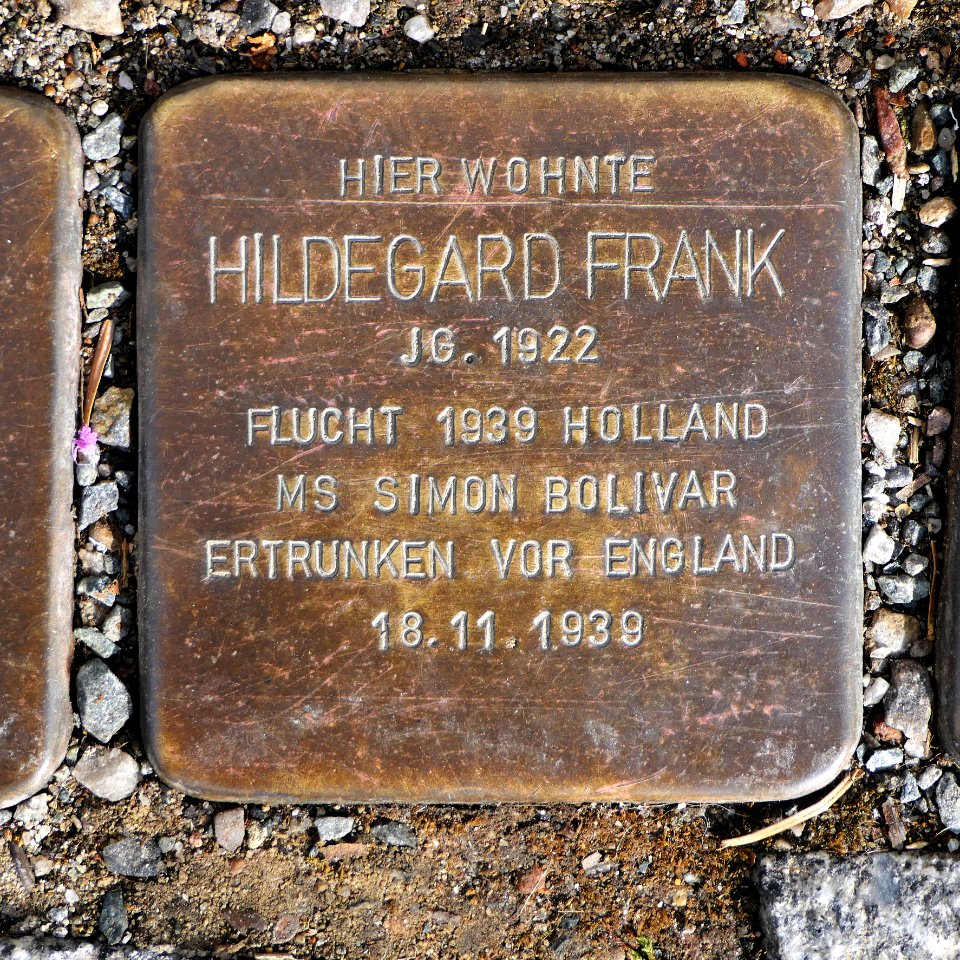 HIER WOHNTE
HILDEGARD FRANK
JG. 1922
FLUCHT 1939 HOLLAND
MS SIMON BOLIVAR
ERTRUNKEN VOR ENGLAND
18.11.1939